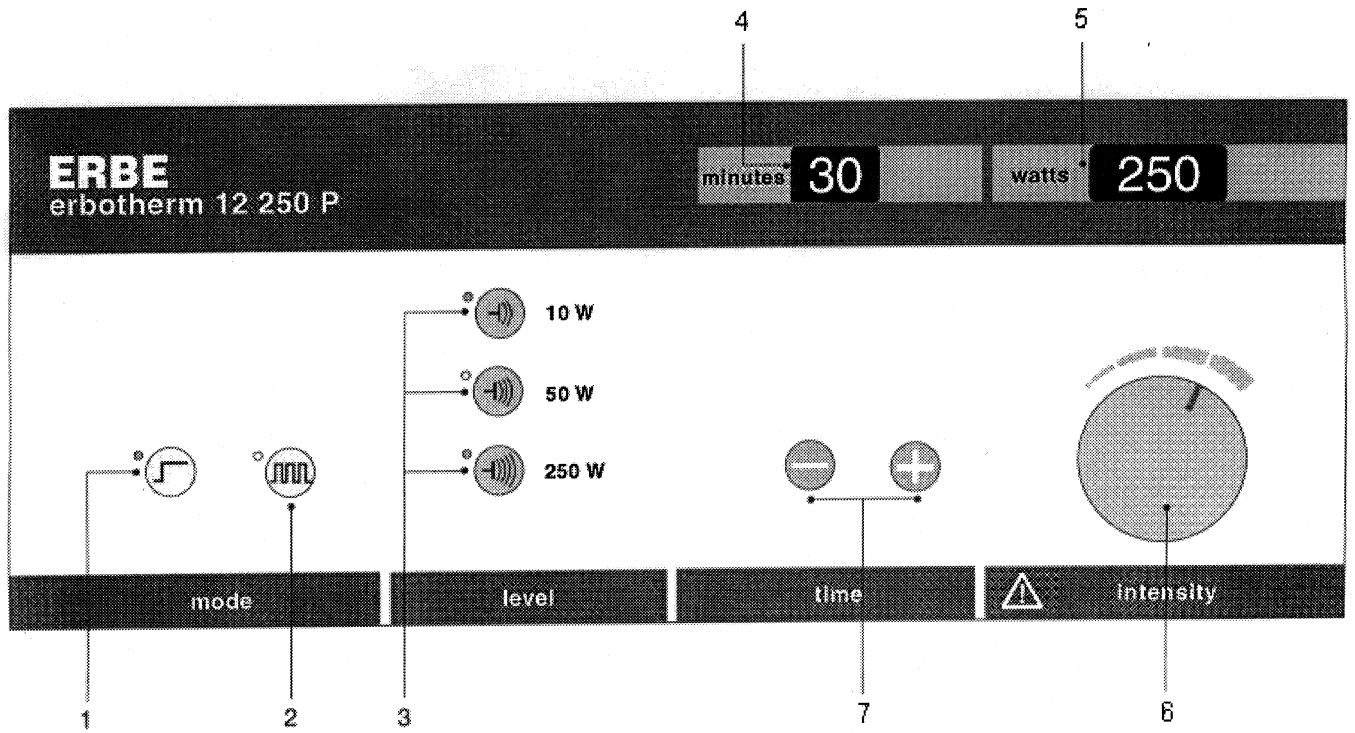 4 5
ERBE
erbotherm 12 250 P
minutes 30 watts 250
10 W
50 W
250 W
mode level time intensity
1 2 3 7 6